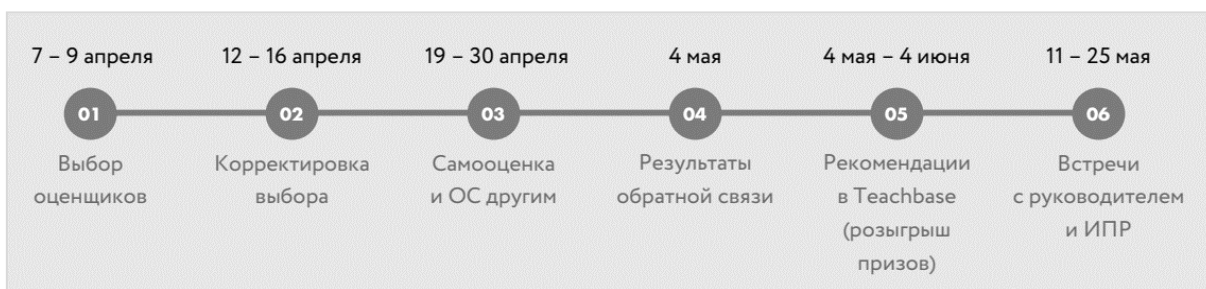 7 – 9 апреля
12 – 16 апреля
19 – 30 апреля
4 мая
4 мая – 4 июня
11 – 25 мая
01
02
03
04
05
06
Выбор
оценщиков
Корректировка
выбора
Самооценка
и ОС другим
Результаты
обратной связи
Рекомендации
в Teachbase
(розыгрыш
призов)
Встречи
с руководителем
и ИПР